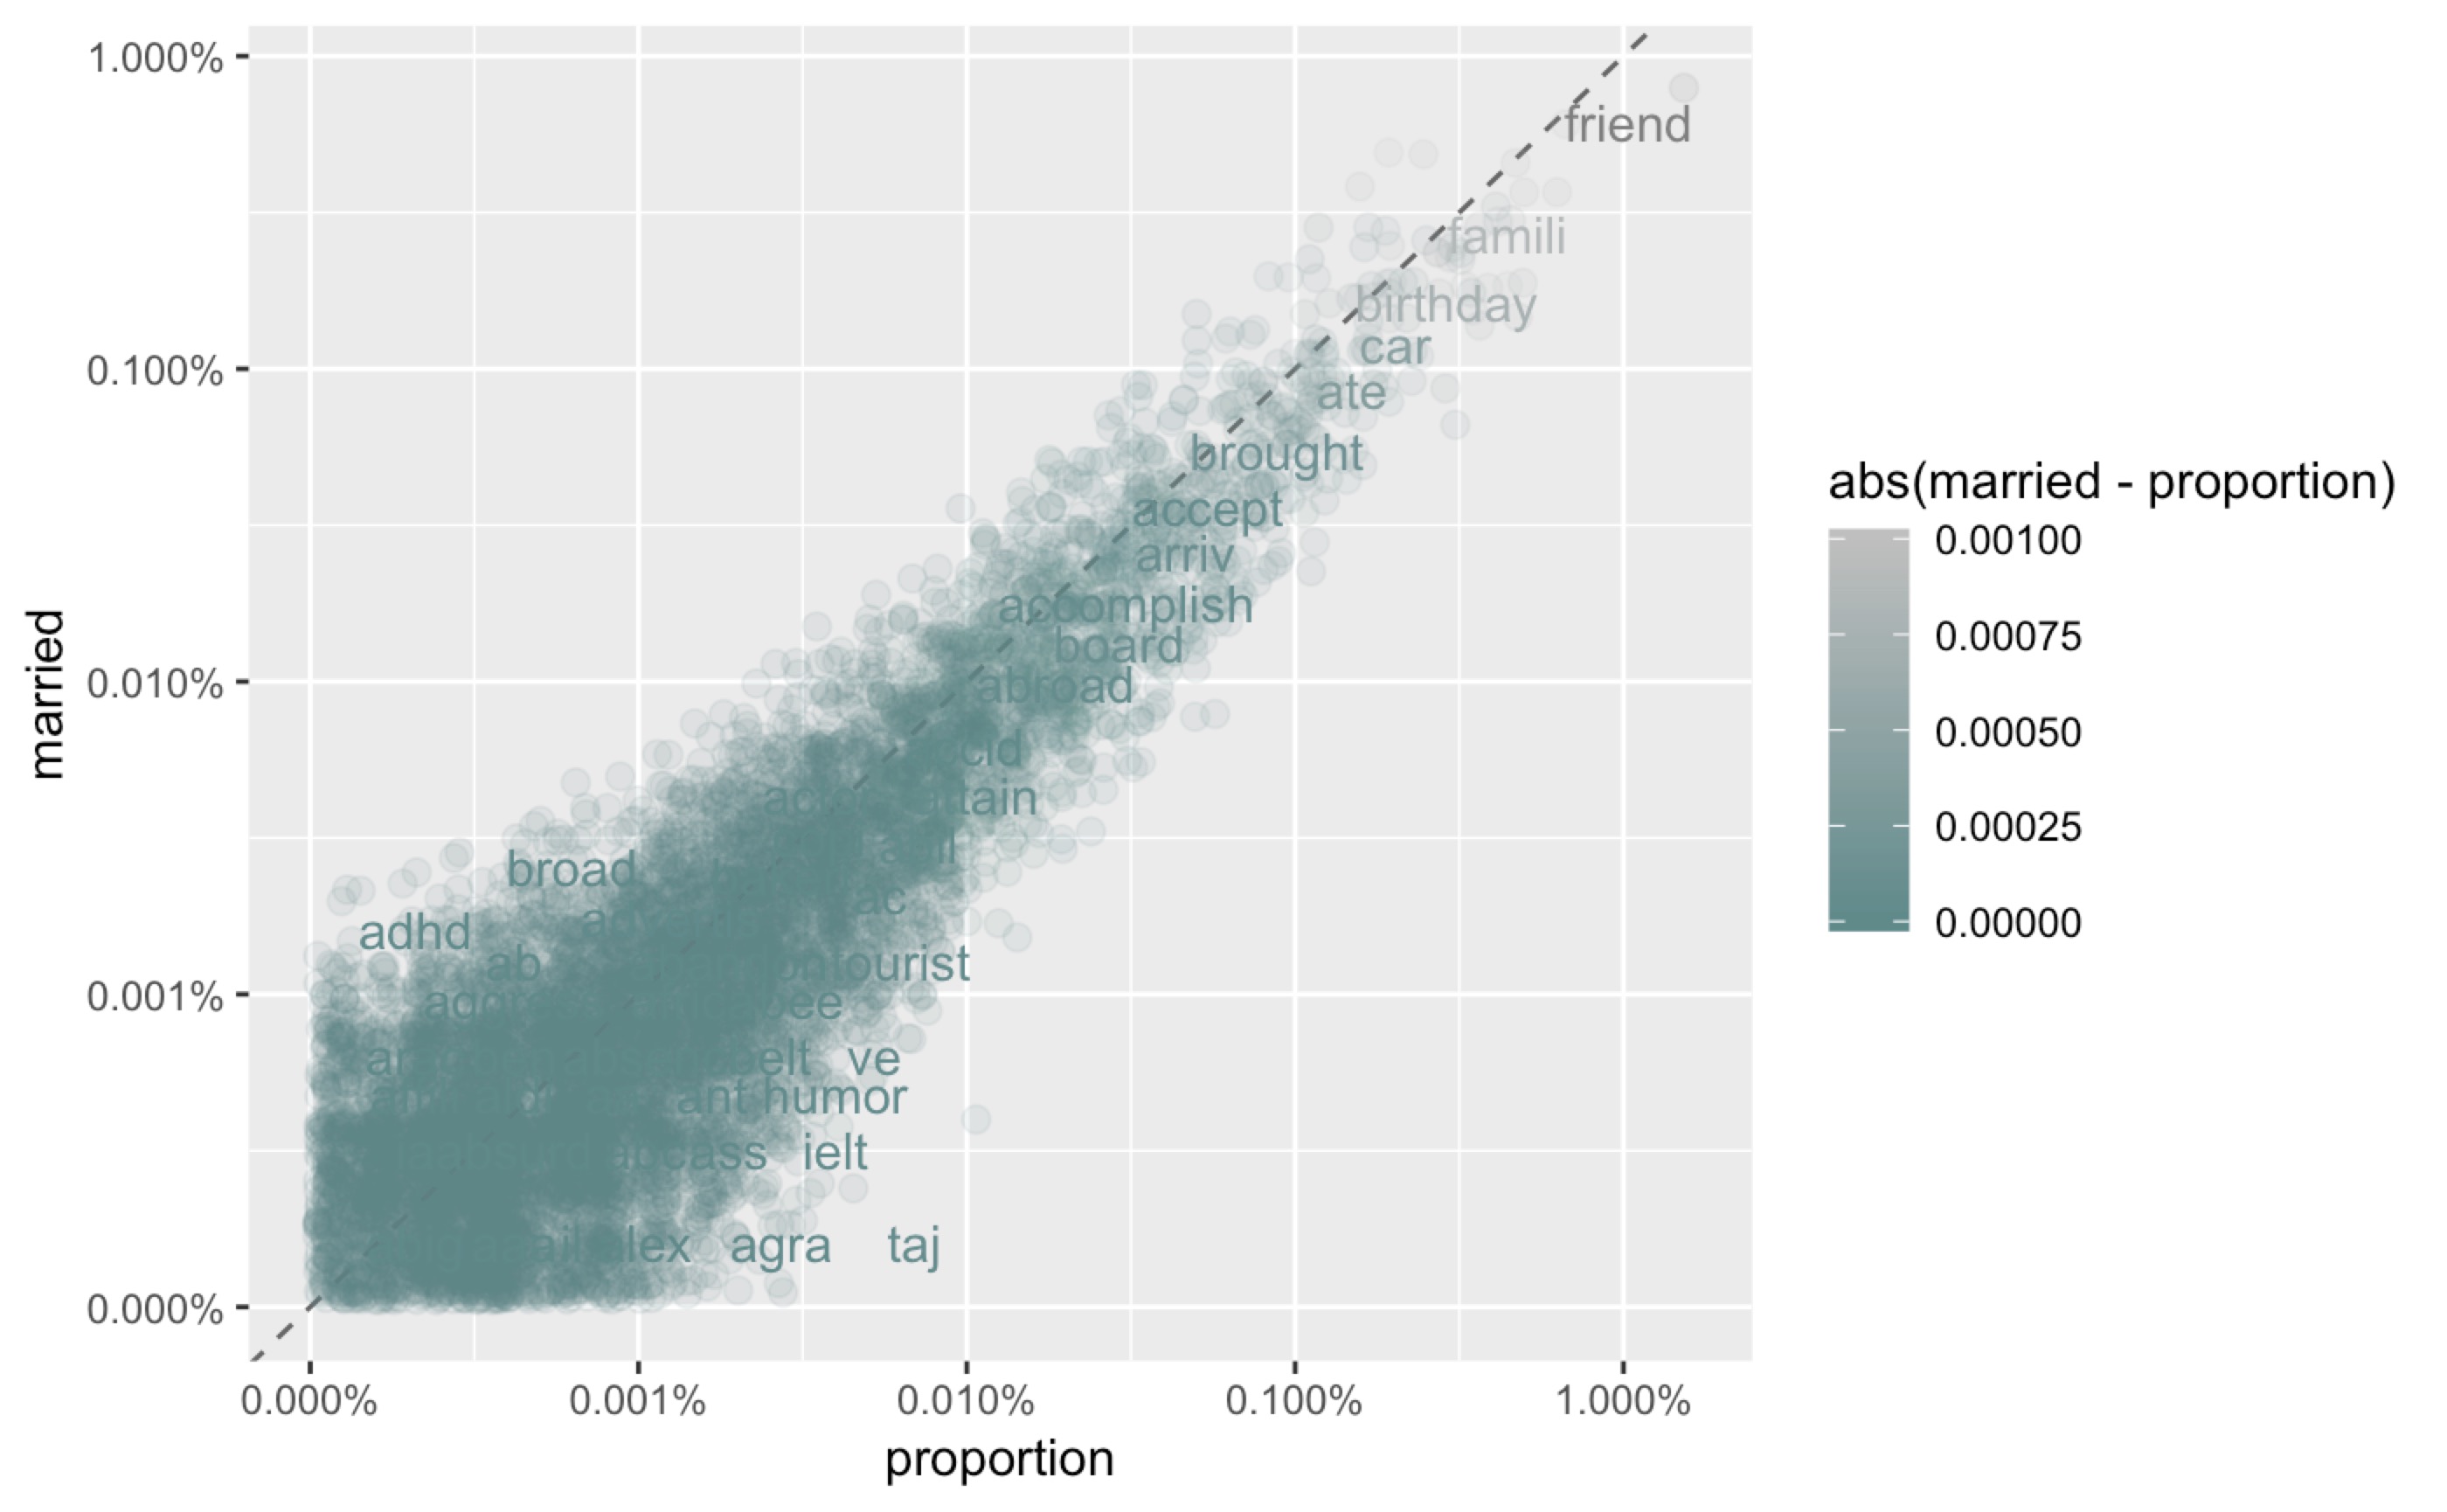 1.000%
friend
famili
birthday
car
0.100%
ate
brought
accept
arriv
accomplish
board
0.010%
abroad
broad
ac
adhd
ab
tourist
0.001%
bee
belt ve
ant humor
ielt
alex agra taj
0.000%
0.000% 0.001% 0.010% 0.100% 1.000%
proportion
married
abs(married - proportion)
0.00100
0.00075
0.00050
0.00025
0.00000